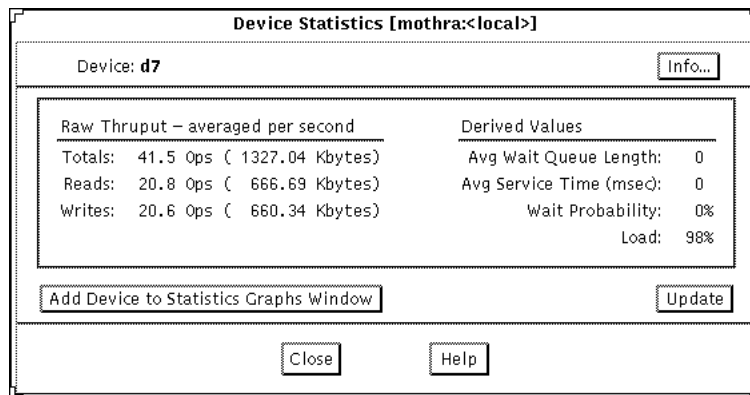 Device Statistics [mothra:<local>]
Device: d7
Info...
Raw Thruput – averaged per second
Totals: 41.5 Ops ( 1327.04 Kbytes)
Reads: 20.8 Ops ( 666.69 Kbytes)
Writes: 20.6 Ops ( 660.34 Kbytes)
Derived Values
Avg Wait Queue Length: 0
Avg Service Time (msec): 0
Wait Probability: 0%
Load: 98%
Add Device to Statistics Graphs Window
Update
Close
Help